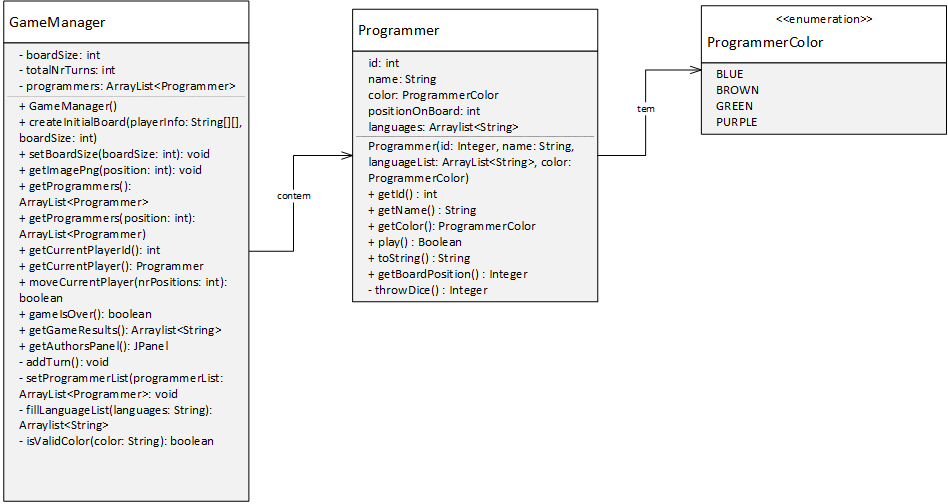 GameManager
- boardSize: int
- totalNrTurns: int
- programmers: ArrayList<Programmer>
+ GameManager()
+ createInitialBoard(playerInfo: String[][],
boardSize: int)
+ setBoardSize(boardSize: int): void
+ getImagePng(position: int): void
+ getProgrammers():
ArrayList<Programmer>
+ getProgrammers(position: int):
ArrayList<Programmer)
+ getCurrentPlayerId(): int
+ getCurrentPlayer(): Programmer
+ moveCurrentPlayer(nrPositions: int):
boolean
+ gameIsOver(): boolean
+ getGameResults(): Arraylist<String>
+ getAuthorsPanel(): JPanel
- addTurn(): void
- setProgrammerList(programmerList:
ArrayList<Programmer>: void
- fillLanguageList(languages: String):
Arraylist<String>
- isValidColor(color: String): boolean
contem
Programmer
id: int
name: String
color: ProgrammerColor
positionOnBoard: int
languages: Arraylist<String>
Programmer(id: Integer, name: String,
languageList: ArrayList<String>, color:
ProgrammerColor)
+ getId() : int
+ getName() : String
+ getColor(): ProgrammerColor
+ play() : Boolean
+ toString() : String
+ getBoardPosition() : Integer
- throwDice() : Integer
tem
<<enumeration>>
ProgrammerColor
BLUE
BROWN
GREEN
PURPLE